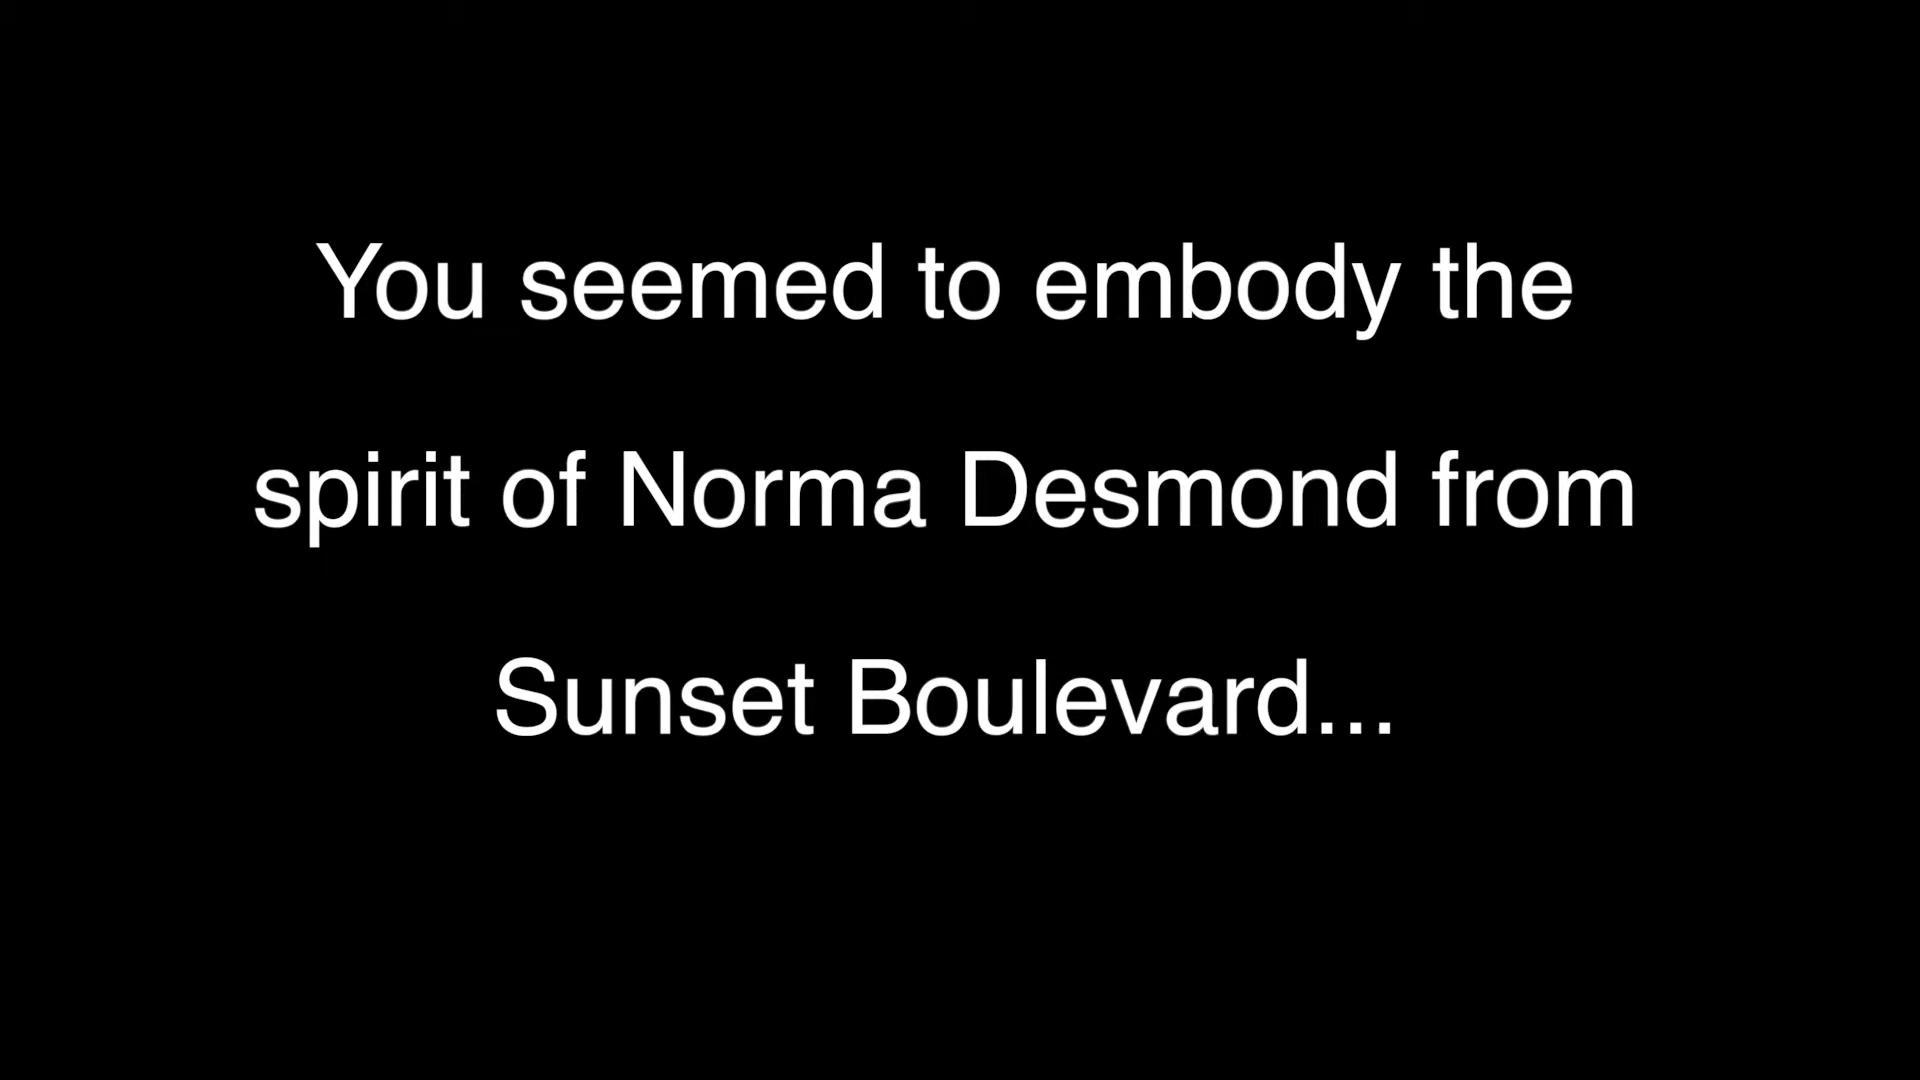 You seemed to embody the
spirit of Norma Desmond from
Sunset Boulevard...